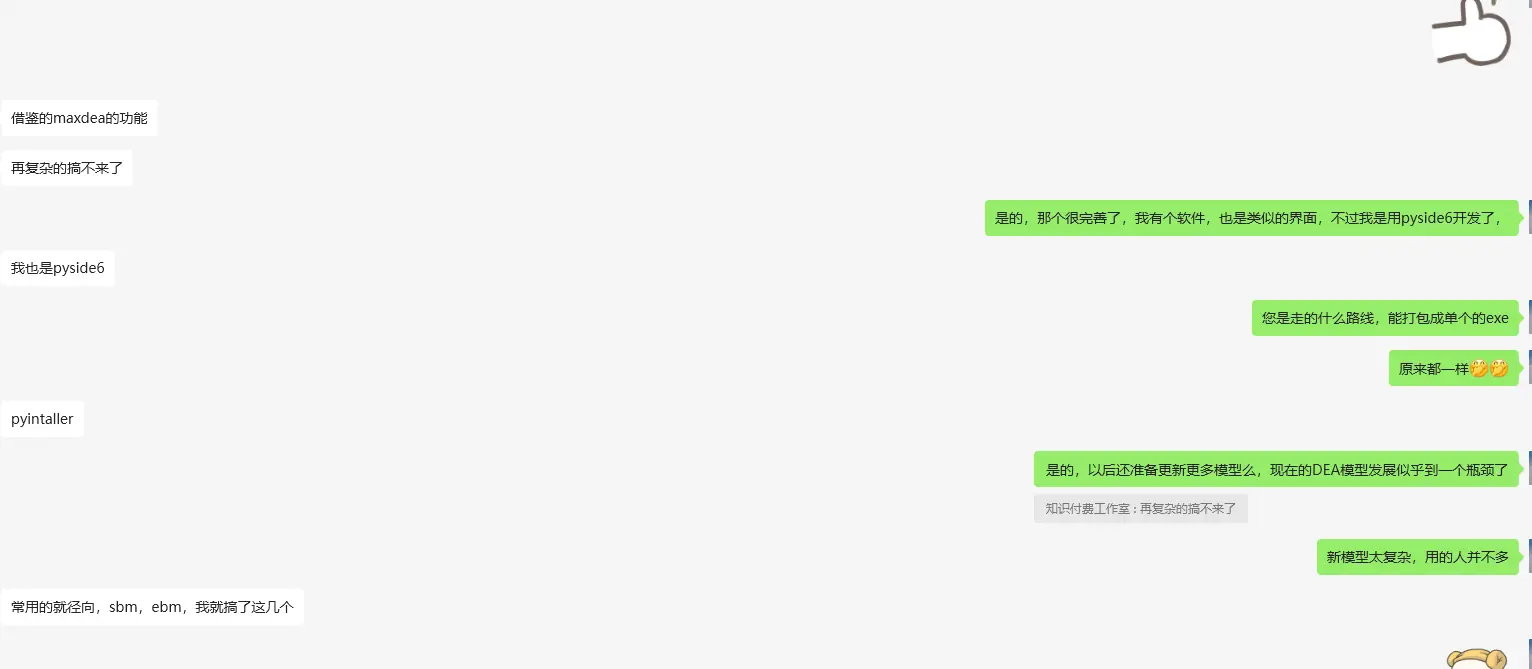 借鉴的maxdea的功能
再复杂的搞不来了
是的，那个很完善了，我有个软件，也是类似的界面，不过我是用pyside6开发了，
我也是pyside6
您是走的什么路线，能打包成单个的exe
原来都一样🤭🤭
pyintaller
是的，以后还准备更新更多模型么，现在的DEA模型发展似乎到一个瓶颈了
知识付费工作室 : 再复杂的搞不来了
新模型太复杂，用的人并不多
常用的就径向，sbm，ebm，我就搞了这几个